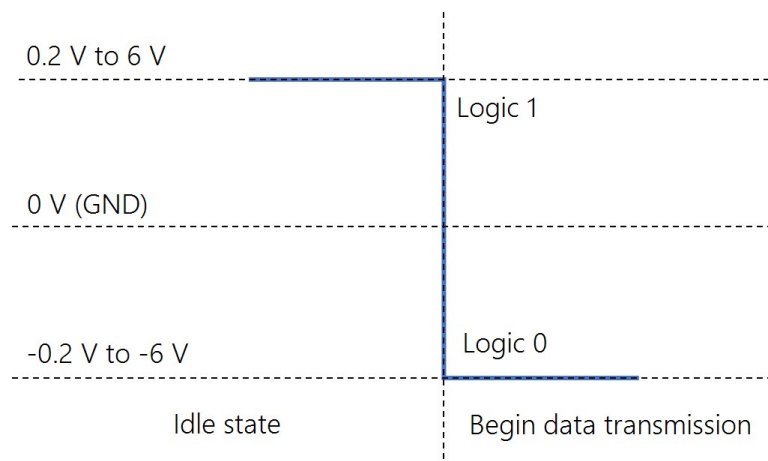 0.2 V to 6 V
Logic 1
0 V (GND)
Logic 0
-0.2 V to -6 V
Idle state
Begin data transmission